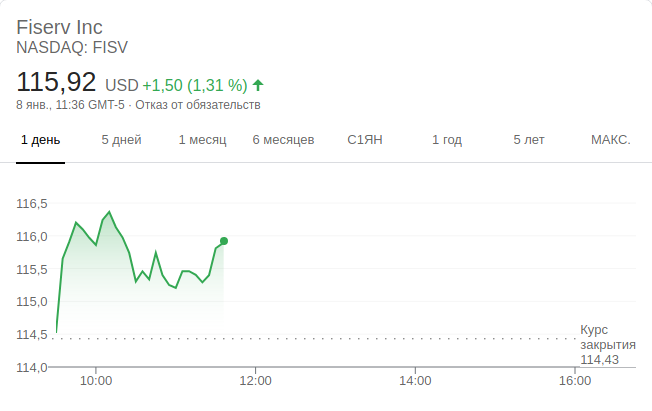 Fiserv Inc
NASDAQ: FISV
115,92 USD +1,50 (1,31 %)
8 янв., 11:36 GMT-5 · Отказ от обязательств
1 день 5 дней 1 месяц 6 месяцев С1ЯН 1 год 5 лет МАКС.
116,5
116,0
115,5
115,0
114,5
Курс
закрытия
114,43
114,0
10:00 12:00 14:00 16:00